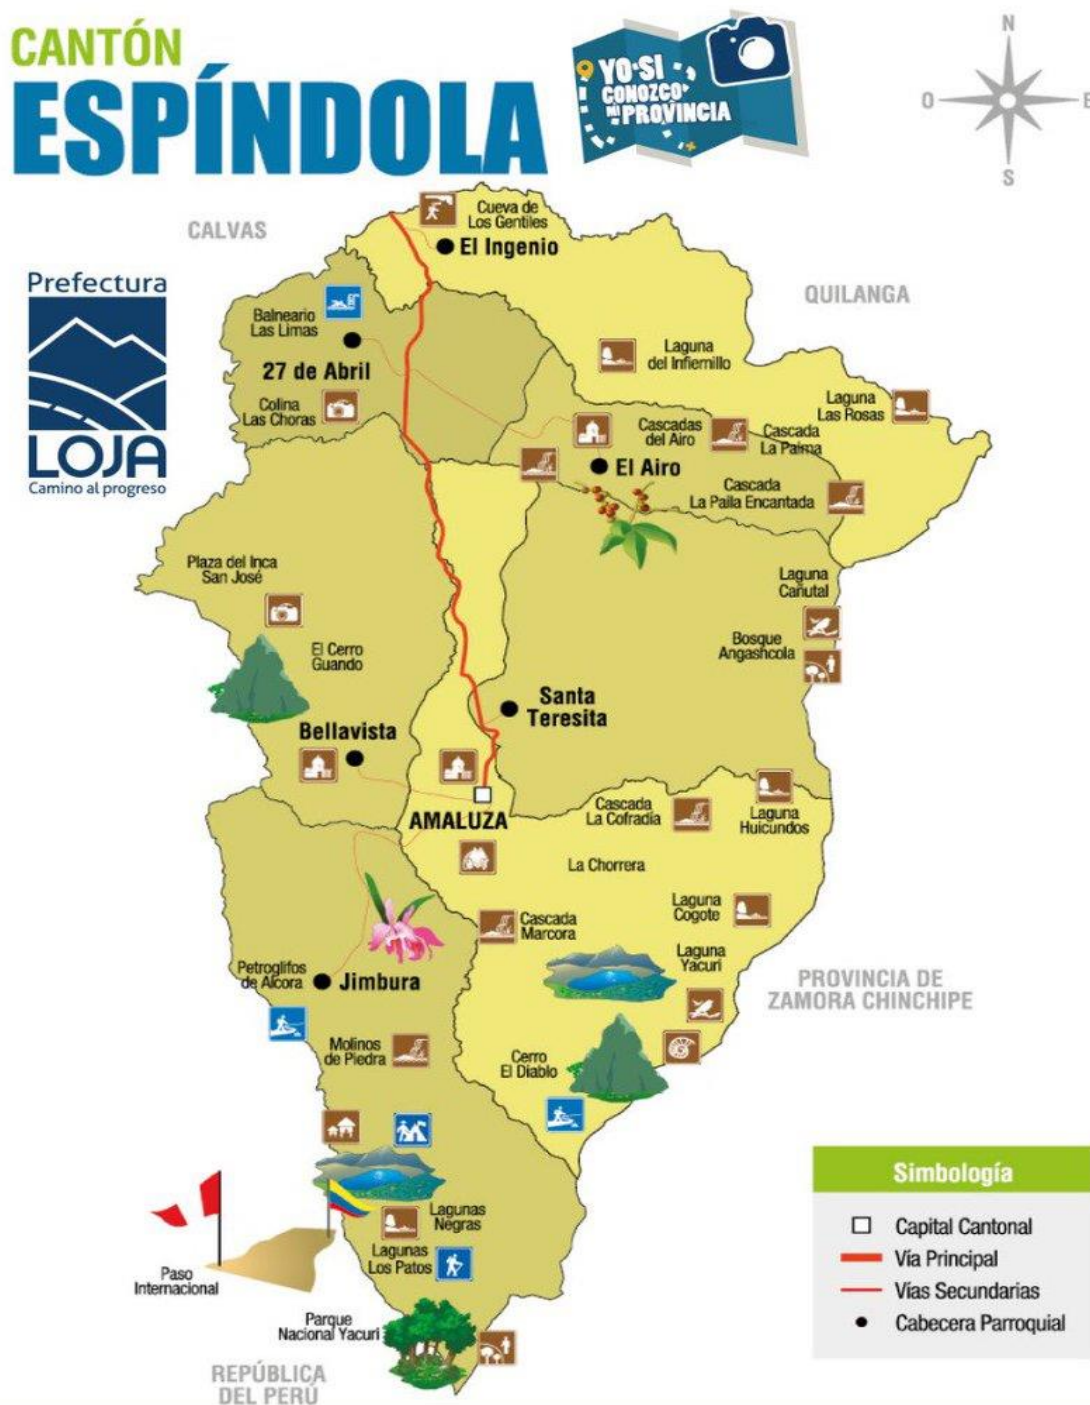 CANTÓN
ESPÍNDOLA
YO SI
CONOZCO
MI PROVINCIA
N
O
E
S
CALVAS
Prefectura
LOJA
Camino al progreso
Cueva de
Los Gentiles
El Ingenio
QUILANGA
Balneario
Las Limas
27 de Abril
Colina
Las Choras
Laguna
del Infiernillo
Laguna
Las Rosas
Cascadas
del Airo
Cascada
La Palma
El Airo
Cascada
La Pailla Encantada
Plaza del Inca
San José
El Cerro
Guando
Laguna
Cañutal
Bosque
Angashcola
Santa
Teresita
Bellavista
AMALUZA
Cascada
La Cofradía
Laguna
Huicundos
La Chorrera
Laguna
Cogote
Cascada
Marcora
Laguna
Yacuri
Petroglifos
de Alcora
Jimbura
PROVINCIA DE
ZAMORA CHINCHIPE
Molinos
de Piedra
Cerro
El Diablo
Lagunas
Negras
Lagunas
Los Patos
Paso
Internacional
Parque
Nacional Yacuri
REPÚBLICA
DEL PERÚ
Simbología
Capital Cantonal
Vía Principal
Vías Secundarias
Cabecera Parroquial